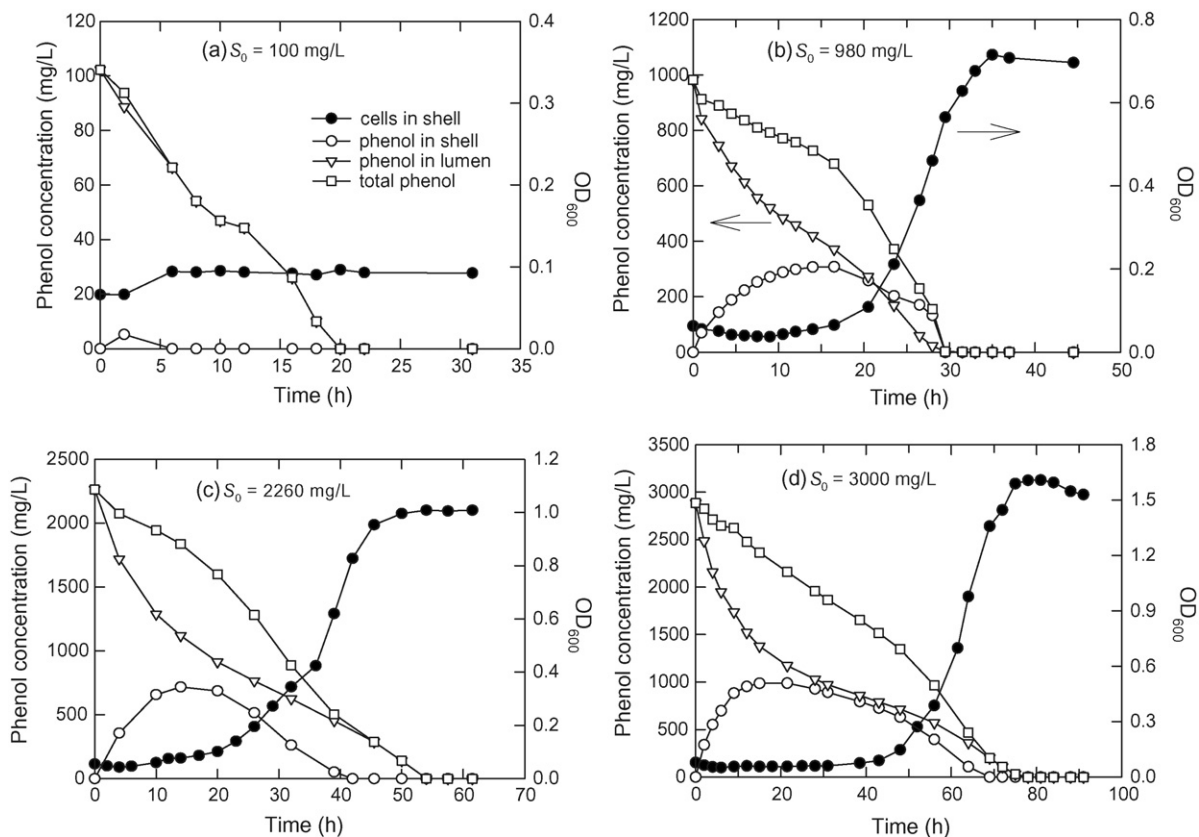 (a) S₀ = 100 mg/L
Phenol concentration (mg/L)
120
100
80
60
40
20
0
0.4
0.3
0.2
0.1
0.0
OD₆₀₀
cells in shell
phenol in shell
phenol in lumen
total phenol
0 5 10 15 20 25 30 35
Time (h)
(b) S₀ = 980 mg/L
Phenol concentration (mg/L)
1200
1000
800
600
400
200
0
0.8
0.6
0.4
0.2
0.0
OD₆₀₀
0 10 20 30 40 50
Time (h)
(c) S₀ = 2260 mg/L
Phenol concentration (mg/L)
2500
2000
1500
1000
500
0
1.2
1.0
0.8
0.6
0.4
0.2
0.0
OD₆₀₀
0 10 20 30 40 50 60 70
Time (h)
(d) S₀ = 3000 mg/L
Phenol concentration (mg/L)
3500
3000
2500
2000
1500
1000
500
0
1.8
1.5
1.2
0.9
0.6
0.3
0.0
OD₆₀₀
0 20 40 60 80 100
Time (h)